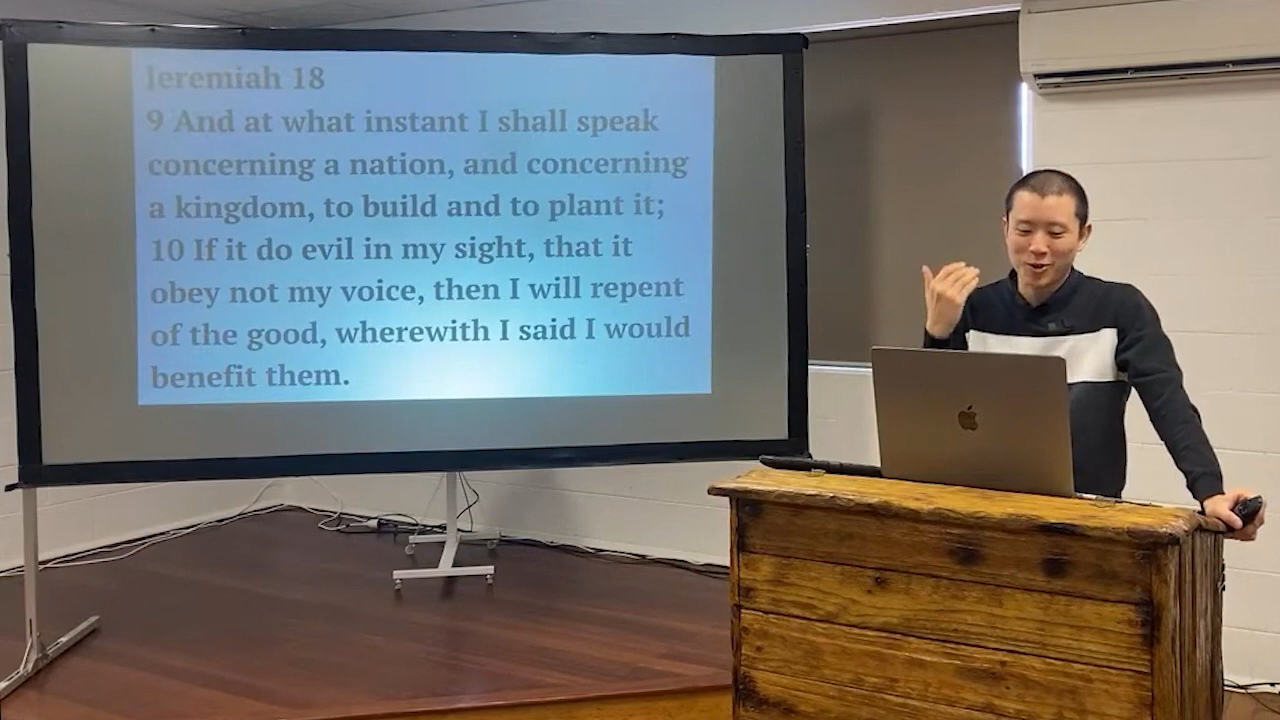 Jeremiah 18
9 And at what instant I shall speak
concerning a nation, and concerning
a kingdom, to build and to plant it;
10 If it do evil in my sight, that it
obey not my voice, then I will repent
of the good, wherewith I said I would
benefit them.